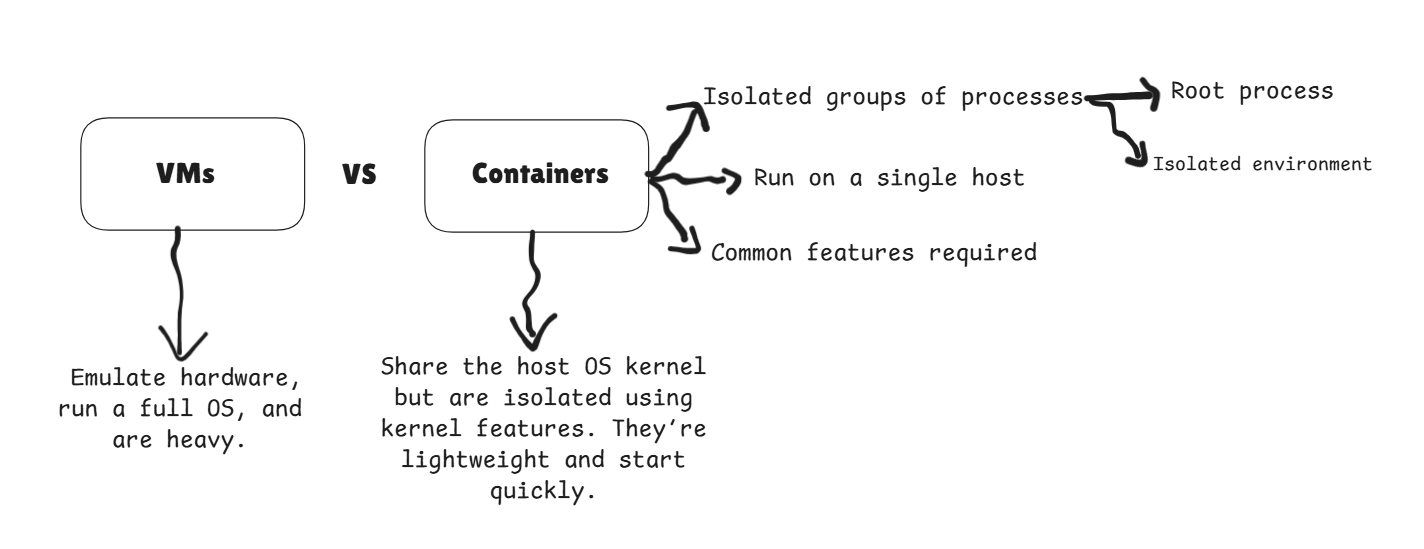 Isolated groups of processes
Root process
Isolated environment
VMs
VS
Containers
Run on a single host
Common features required
Emulate hardware,
run a full OS, and
are heavy.
Share the host OS kernel
but are isolated using
kernel features. They’re
lightweight and start
quickly.